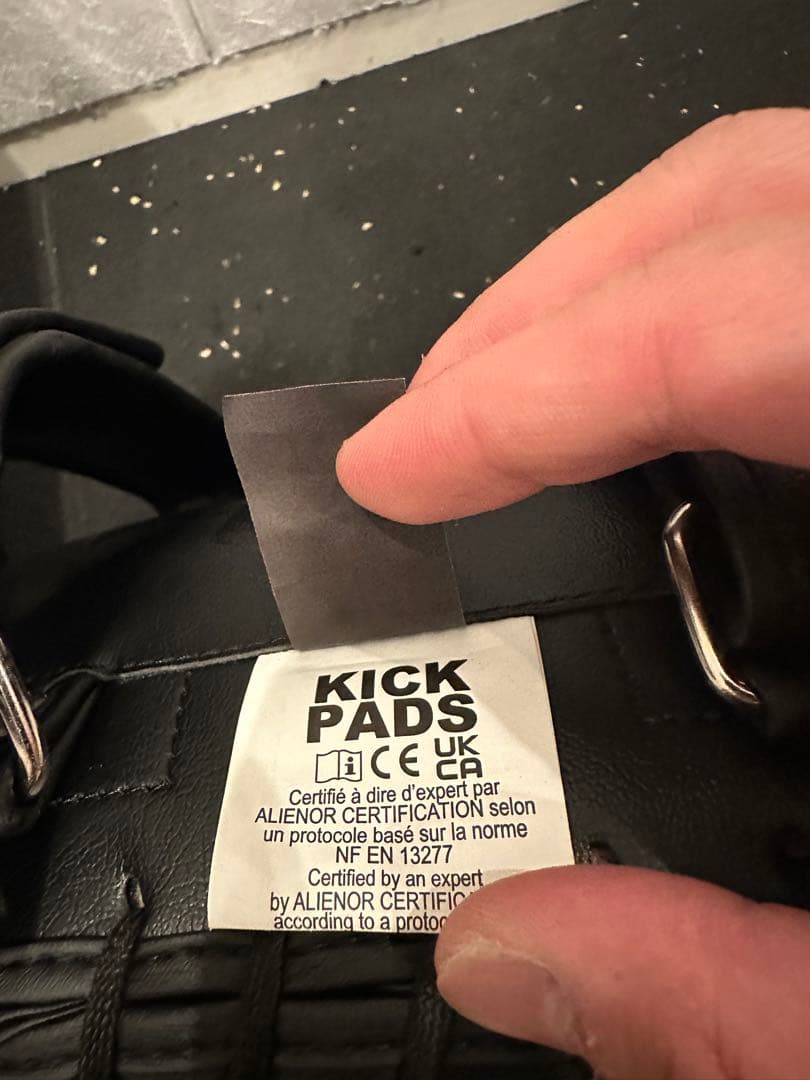 KICK
PADS
i CE UK
CA
Certifié à dire d'expert par
ALIENOR CERTIFICATION selon
un protocole basé sur la norme
NF EN 13277
Certified by an expert
by ALIENOR
according to a